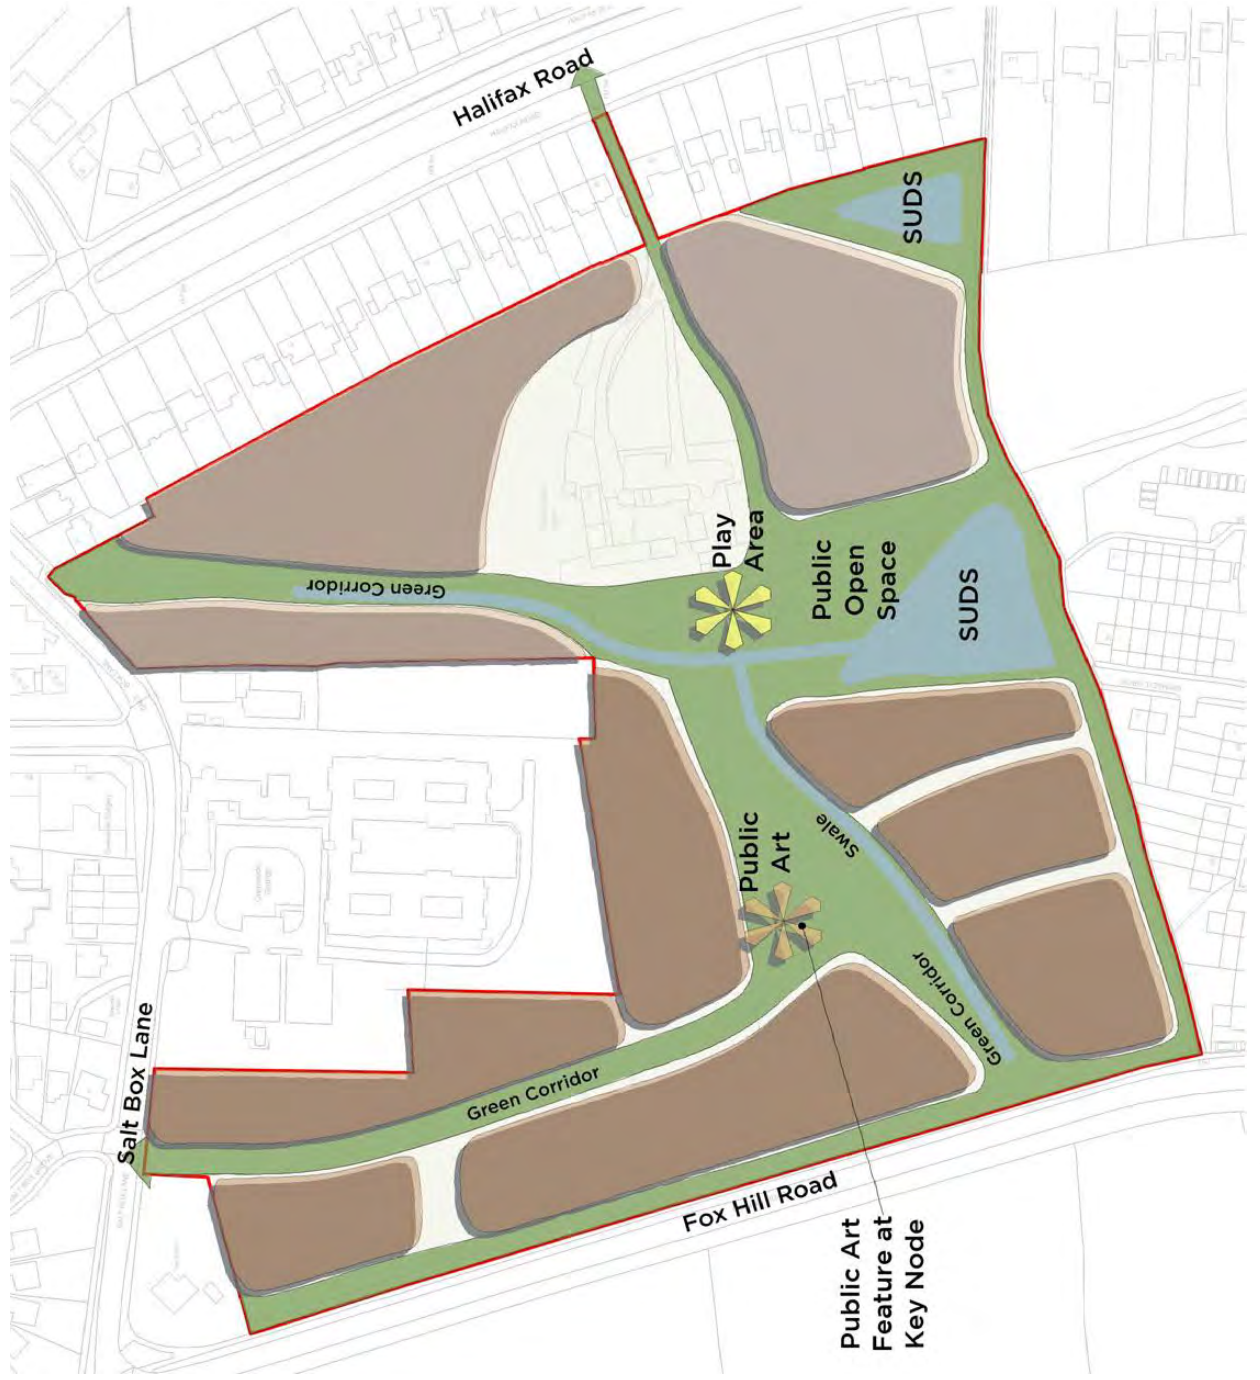 Halifax Road
SUDS
Green Corridor
Play
Area
Public
Open
Space
SUDS
Public
Art
Swale
Green Corridor
Salt Box Lane
Green Corridor
Fox Hill Road
Public Art
Feature at
Key Node